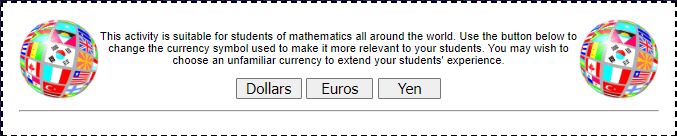 This activity is suitable for students of mathematics all around the world. Use the button below to
change the currency symbol used to make it more relevant to your students. You may wish to
choose an unfamiliar currency to extend your students' experience.
Dollars Euros Yen